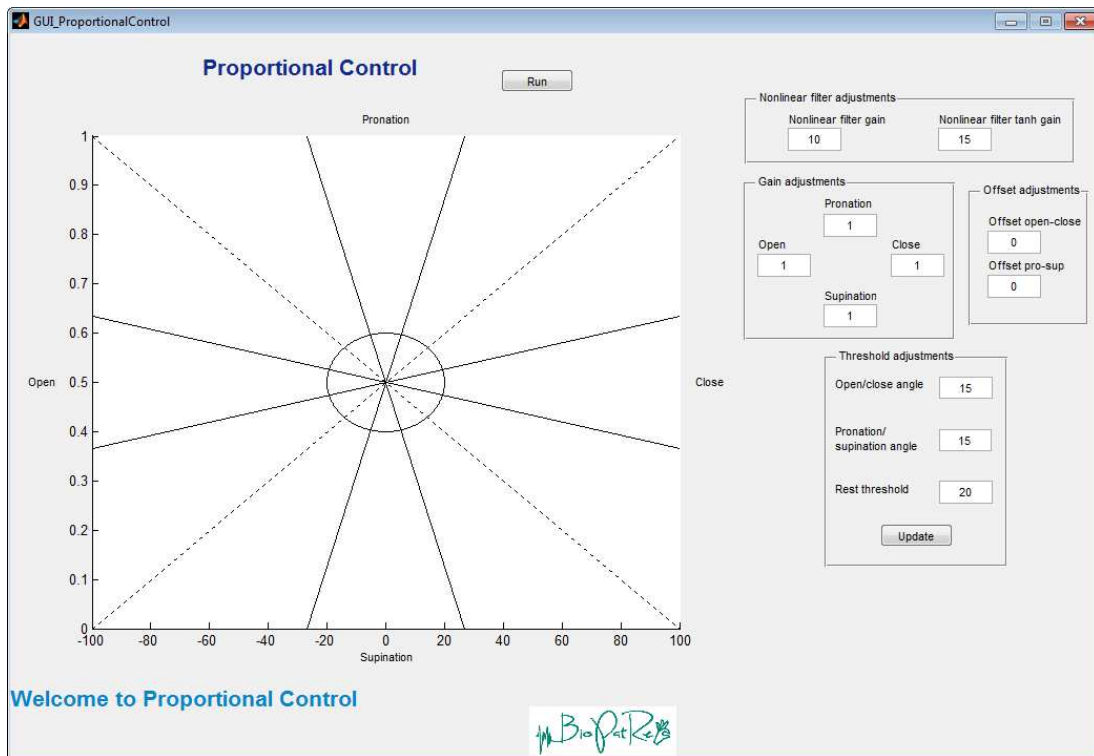 GUI_ProportionalControl
Proportional Control
Run
Pronation
1
0.9
0.8
0.7
0.6
0.5
0.4
0.3
0.2
0.1
0
Open
Close
-100 -80 -60 -40 -20 0 20 40 60 80 100
Supination
Nonlinear filter adjustments
Nonlinear filter gain Nonlinear filter tanh gain
10 15
Gain adjustments
Pronation
1
Open Close
1 1
Supination
1
Offset adjustments
Offset open-close
0
Offset pro-sup
0
Threshold adjustments
Open/close angle 15
Pronation/
supination angle 15
Rest threshold 20
Update
Welcome to Proportional Control
BioPatRec